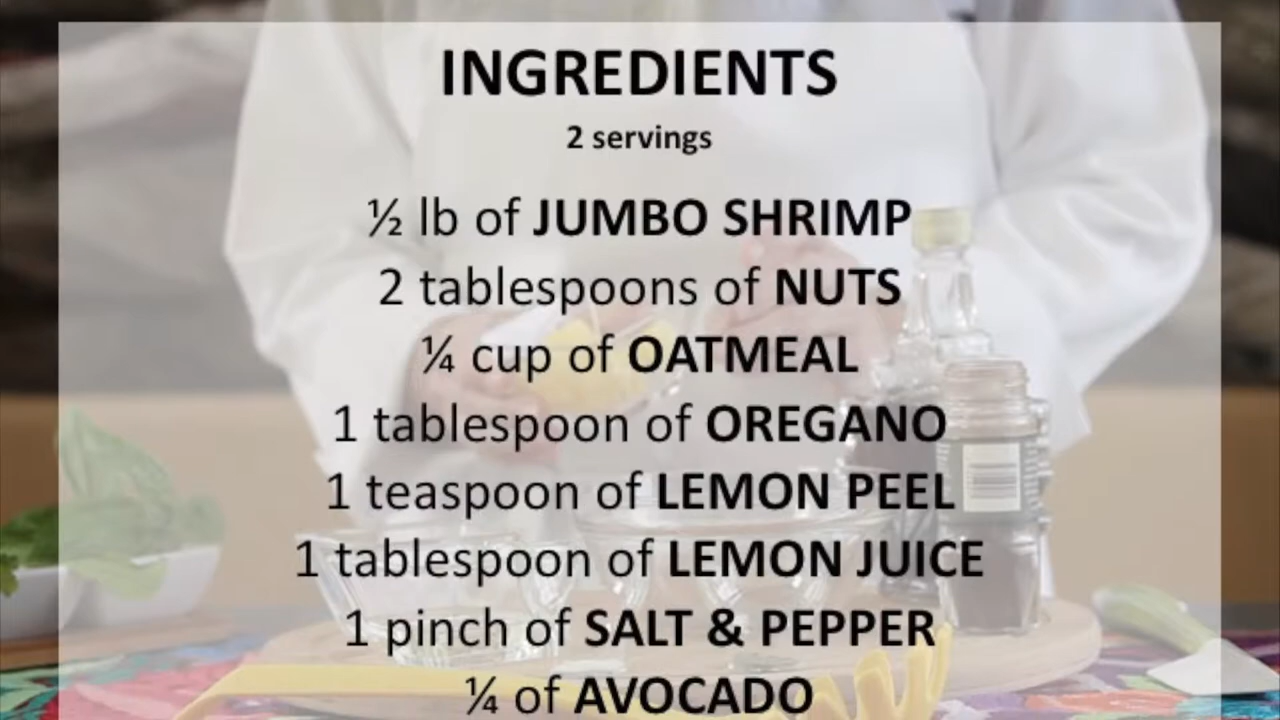 INGREDIENTS
2 servings
½ lb of JUMBO SHRIMP
2 tablespoons of NUTS
¼ cup of OATMEAL
1 tablespoon of OREGANO
1 teaspoon of LEMON PEEL
1 tablespoon of LEMON JUICE
1 pinch of SALT & PEPPER
¼ of AVOCADO